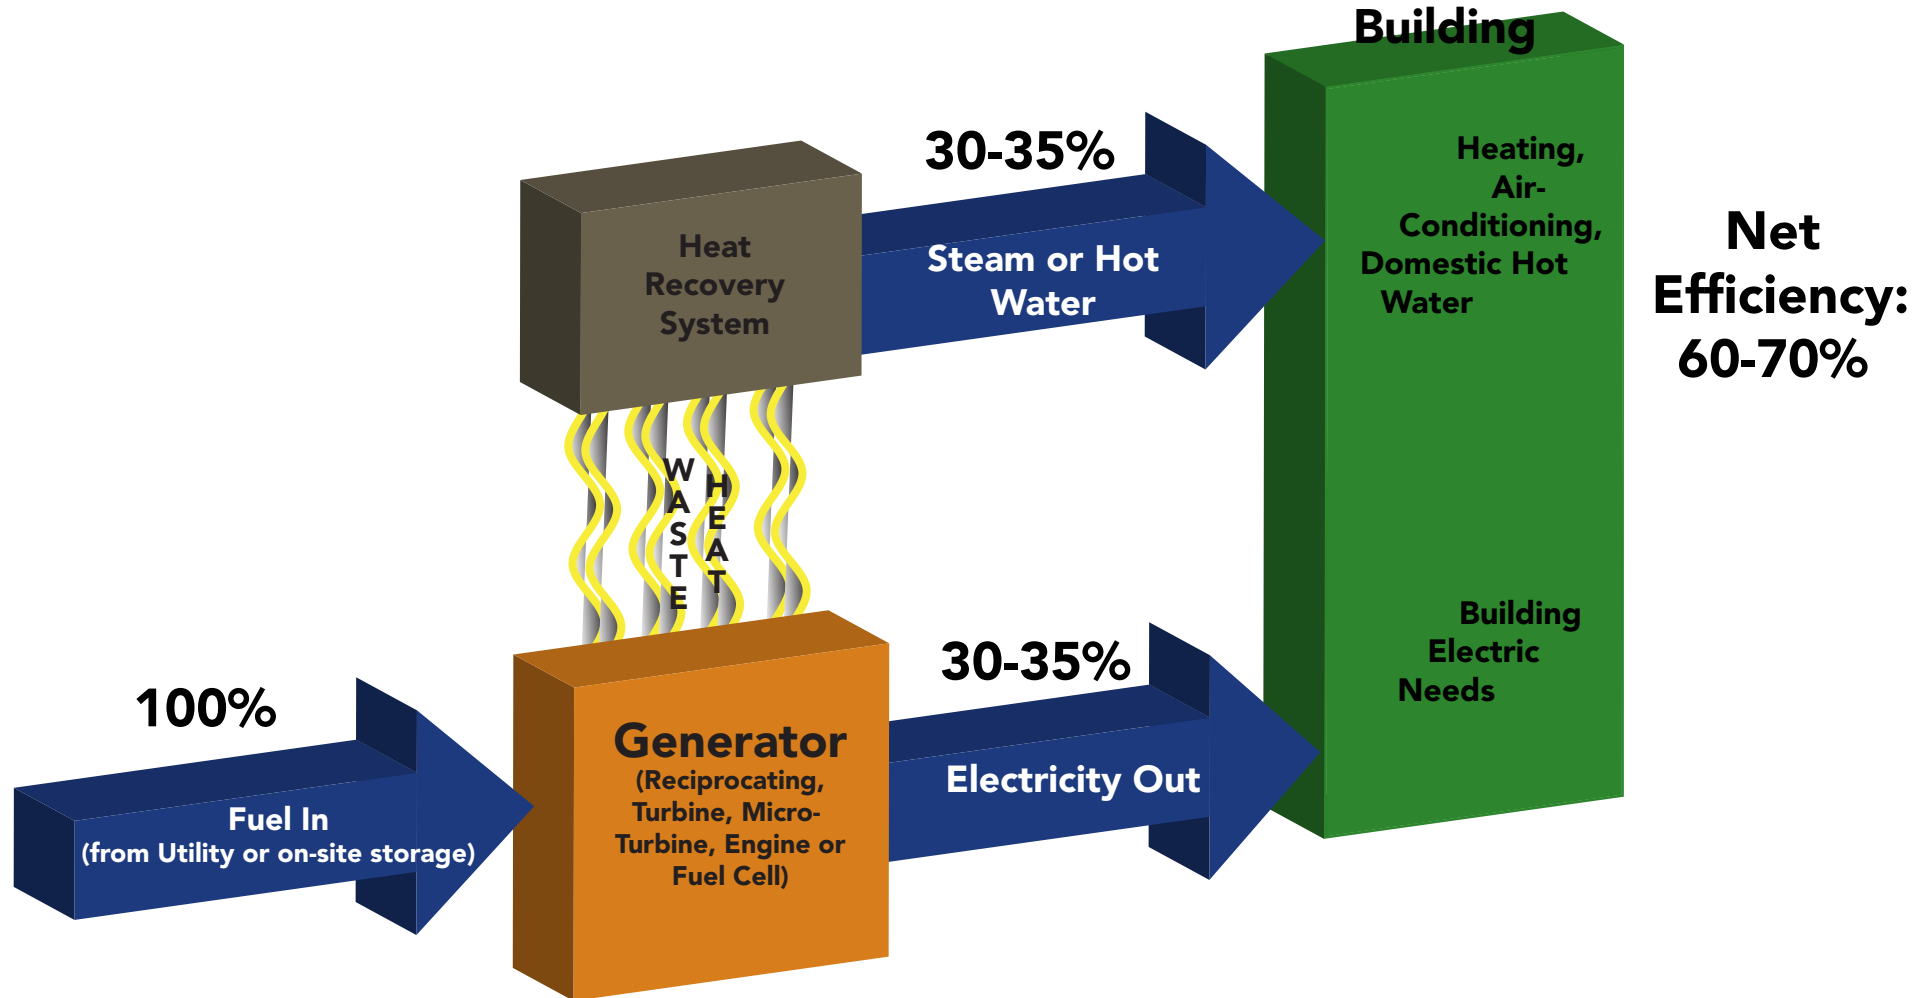 Building
30-35%
Heating,
Air-
Conditioning,
Domestic Hot
Water
Net
Efficiency:
60-70%
Heat
Recovery
System
Steam or Hot
Water
WASTE
HEAT
Building
Electric
Needs
30-35%
100%
Generator
(Reciprocating,
Turbine, Micro-
Turbine, Engine or
Fuel Cell)
Electricity Out
Fuel In
(from Utility or on-site storage)